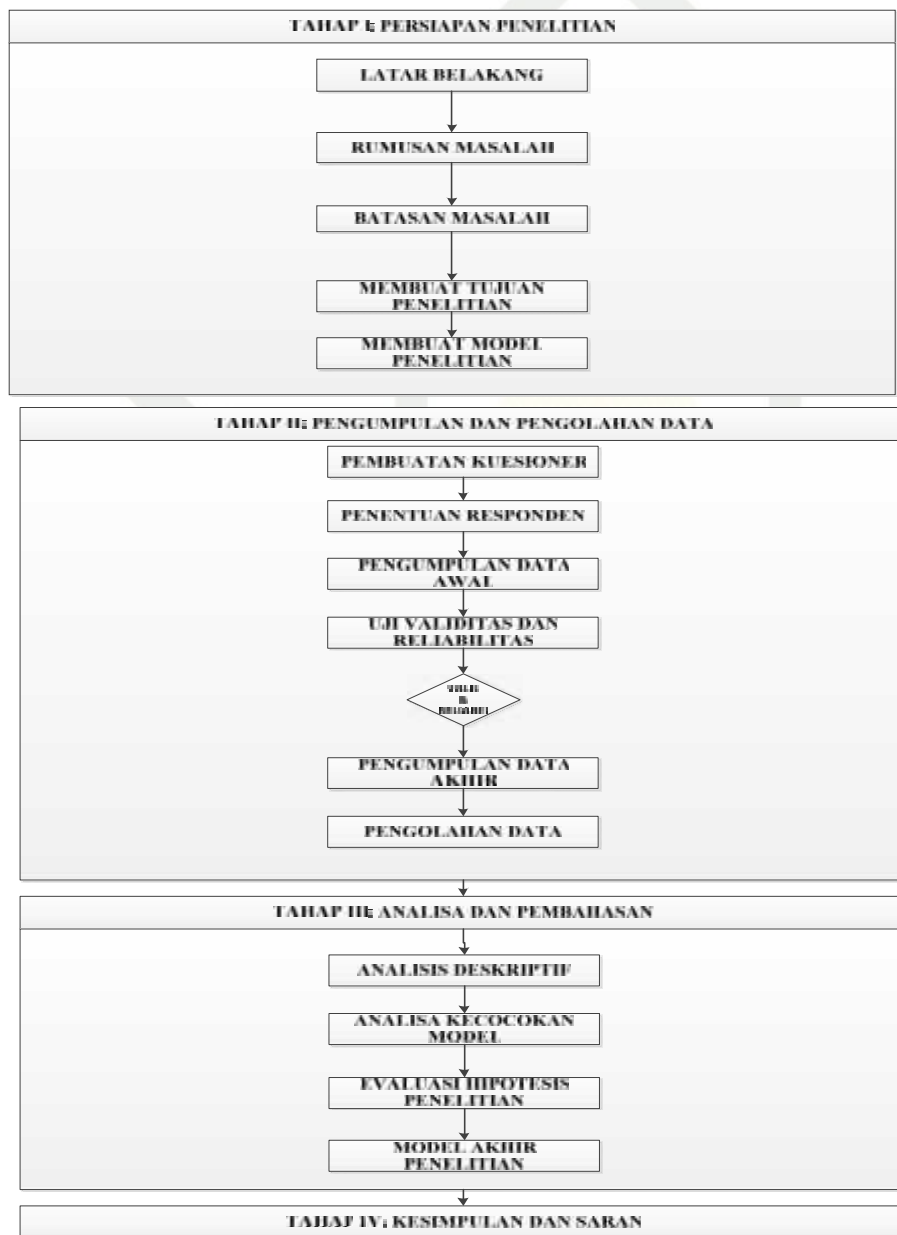 TAHAP I: PERSIAPAN PENELITIAN
LATAR BELAKANG
RUMUSAN MASALAH
BATASAN MASALAH
MEMBUAT TUJUAN
PENELITIAN
MEMBUAT MODEL
PENELITIAN
TAHAP II: PENGUMPULAN DAN PENGOLAHAN DATA
PEMBUATAN KUESIONER
PENENTUAN RESPONDEN
PENGUMPULAN DATA
AWAL
UJI VALIDITAS DAN
RELIABILITAS
PENGUMPULAN DATA
AKHIR
PENGOLAHAN DATA
TAHAP III: ANALISA DAN PEMBAHASAN
ANALISIS DESKRIPTIF
ANALISA KECOCOKAN
MODEL
EVALUASI HIPOTESIS
PENELITIAN
MODEL AKHIR
PENELITIAN
TAHAP IV: KESIMPULAN DAN SARAN